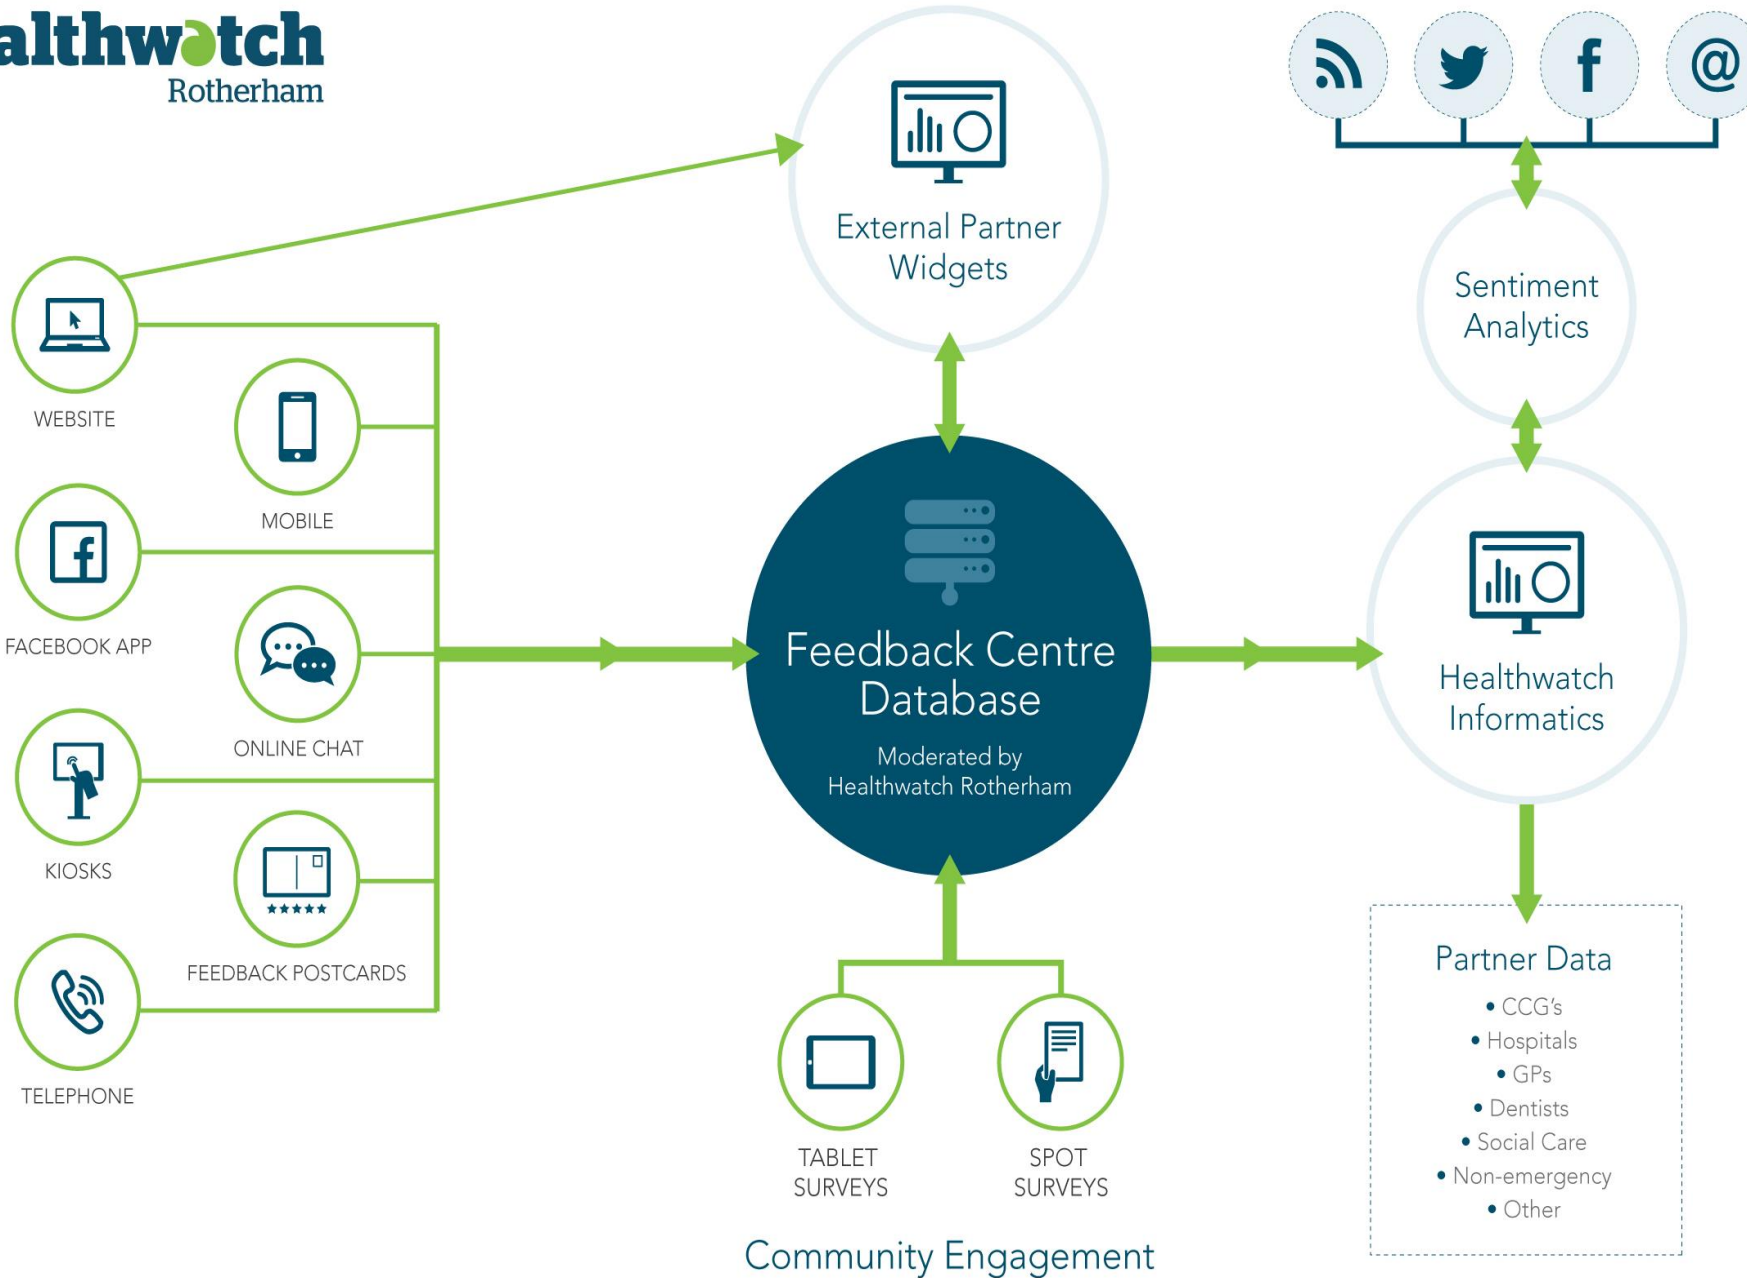 althwatch
Rotherham
External Partner
Widgets
Sentiment
Analytics
WEBSITE
MOBILE
FACEBOOK APP
ONLINE CHAT
KIOSKS
FEEDBACK POSTCARDS
TELEPHONE
Feedback Centre
Database
Moderated by
Healthwatch Rotherham
Healthwatch
Informatics
TABLET
SURVEYS
SPOT
SURVEYS
Community Engagement
Partner Data
• CCG's
• Hospitals
• GPs
• Dentists
• Social Care
• Non-emergency
• Other